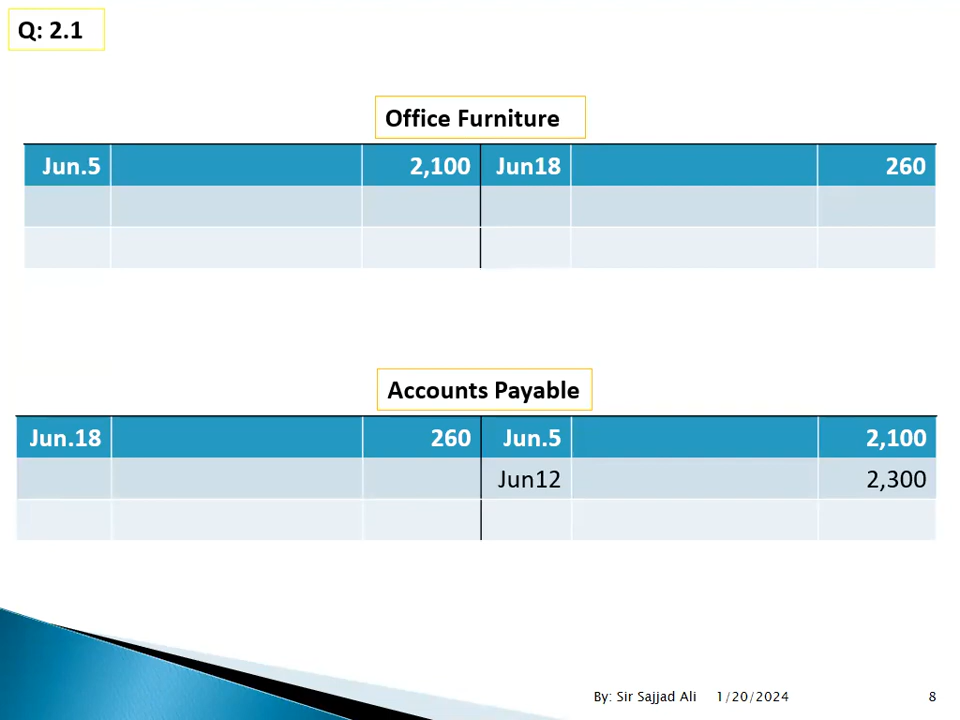 Q: 2.1
Office Furniture
Jun.5 2,100 Jun18 260
Accounts Payable
Jun.18 260 Jun.5 2,100
Jun12 2,300
By: Sir Sajjad Ali 1/20/2024 8